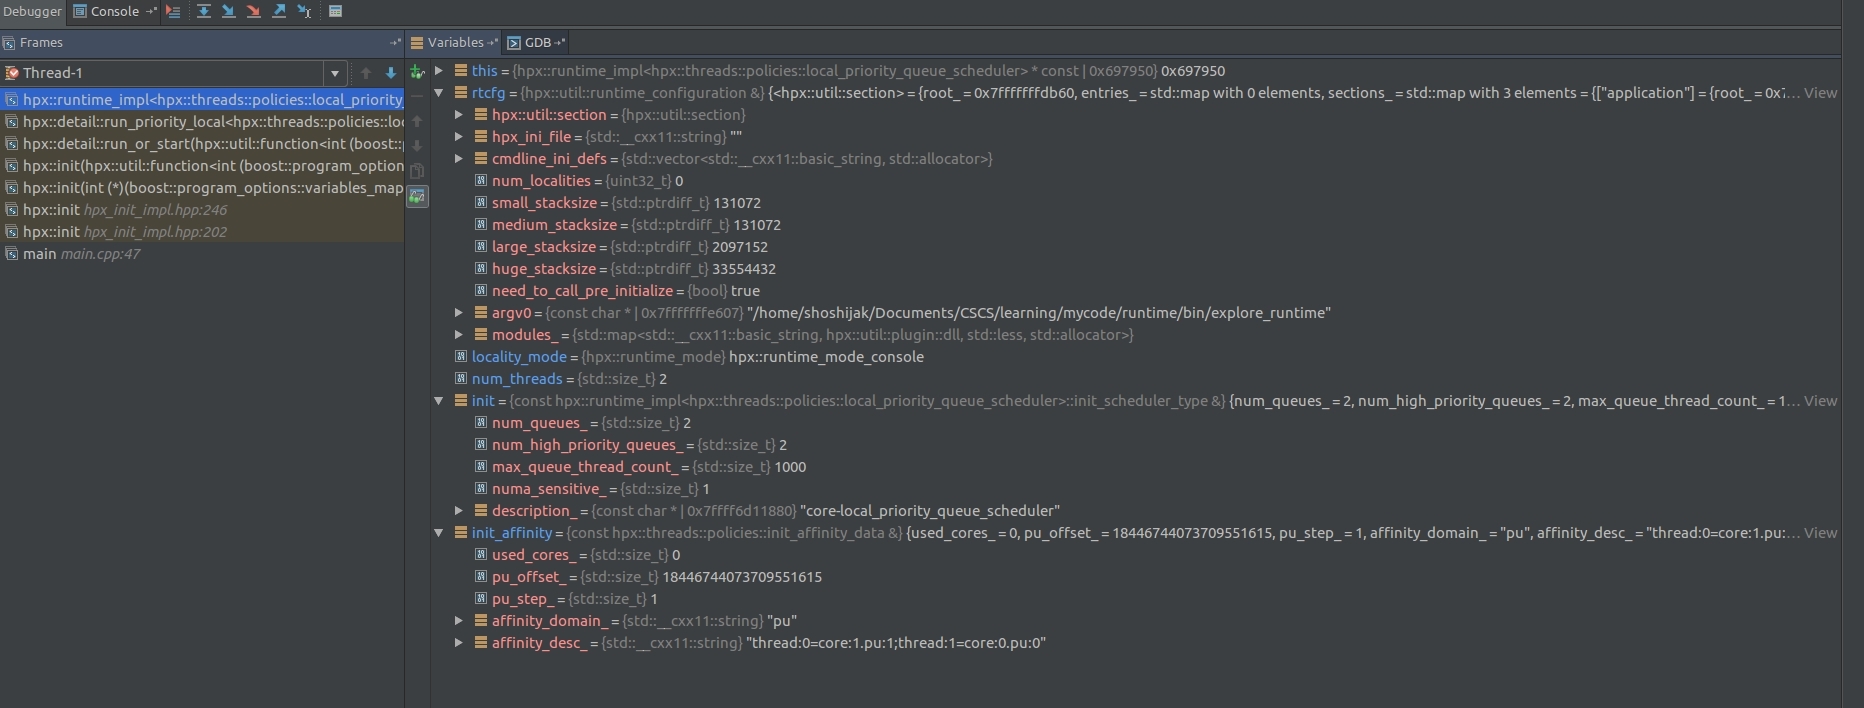 Debugger Console
Frames
Variables GDB
Thread-1
hpx::runtime_impl<hpx::threads::policies::local_priority_
hpx::detail::run_priority_local<hpx::threads::policies::loc
hpx::detail::run_or_start(hpx::util::function<int (boost::p
hpx::init(hpx::util::function<int (boost::program_option
hpx::init(int (*)(boost::program_options::variables_map
hpx::init hpx_init_impl.hpp:246
hpx::init hpx_init_impl.hpp:202
main main.cpp:47
this = {hpx::runtime_impl<hpx::threads::policies::local_priority_queue_scheduler> * const | 0x697950} 0x697950
rtcfg = {hpx::util::runtime_configuration &} {<hpx::util::section> = {root_ = 0x7fffffffdb60, entries_ = std::map with 0 elements, sections_ = std::map with 3 elements = {["application"] = {root_ = 0x7... View
hpx::util::section = {hpx::util::section}
hpx_ini_file = {std::__cxx11::string} ""
cmdline_ini_defs = {std::vector<std::__cxx11::basic_string, std::allocator>}
num_localities = {uint32_t} 0
small_stacksize = {std::ptrdiff_t} 131072
medium_stacksize = {std::ptrdiff_t} 131072
large_stacksize = {std::ptrdiff_t} 2097152
huge_stacksize = {std::ptrdiff_t} 33554432
need_to_call_pre_initialize = {bool} true
argv0 = {const char * | 0x7fffffffe607} "/home/shoshijak/Documents/CSCS/learning/mycode/runtime/bin/explore_runtime"
modules_ = {std::map<std::__cxx11::basic_string, hpx::util::plugin::dll, std::less, std::allocator>}
locality_mode = {hpx::runtime_mode} hpx::runtime_mode_console
num_threads = {std::size_t} 2
init = {const hpx::runtime_impl<hpx::threads::policies::local_priority_queue_scheduler>::init_scheduler_type &} {num_queues_ = 2, num_high_priority_queues_ = 2, max_queue_thread_count_ = 1... View
num_queues_ = {std::size_t} 2
num_high_priority_queues_ = {std::size_t} 2
max_queue_thread_count_ = {std::size_t} 1000
numa_sensitive_ = {std::size_t} 1
description_ = {const char * | 0x7ffff6d11880} "core-local_priority_queue_scheduler"
init_affinity = {const hpx::threads::policies::init_affinity_data &} {used_cores_ = 0, pu_offset_ = 18446744073709551615, pu_step_ = 1, affinity_domain_ = "pu", affinity_desc_ = "thread:0=core:1.pu:... View
used_cores_ = {std::size_t} 0
pu_offset_ = {std::size_t} 18446744073709551615
pu_step_ = {std::size_t} 1
affinity_domain_ = {std::__cxx11::string} "pu"
affinity_desc_ = {std::__cxx11::string} "thread:0=core:1.pu:1;thread:1=core:0.pu:0"